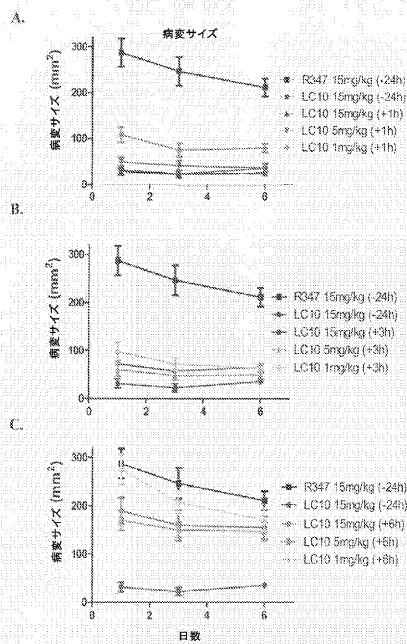 A.
病変サイズ
病変サイズ (mm²)
300
200
100
0
0
2
4
6
R347 15mg/kg (-24h)
LC10 15mg/kg (-24h)
LC10 15mg/kg (+1h)
LC10 5mg/kg (+1h)
LC10 1mg/kg (+1h)
B.
病変サイズ (mm²)
300
200
100
0
0
2
4
6
R347 15mg/kg (-24h)
LC10 15mg/kg (-24h)
LC10 15mg/kg (+3h)
LC10 5mg/kg (+3h)
LC10 1mg/kg (+3h)
C.
病変サイズ (mm²)
300
200
100
0
0
2
4
6
R347 15mg/kg (-24h)
LC10 15mg/kg (-24h)
LC10 15mg/kg (+6h)
LC10 5mg/kg (+6h)
LC10 1mg/kg (+6h)
日数